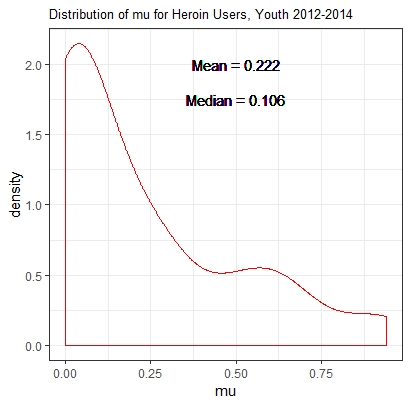 Distribution of mu for Heroin Users, Youth 2012-2014
Mean = 0.222
Median = 0.106
density
2.0
1.5
1.0
0.5
0.0
0.00 0.25 0.50 0.75
mu